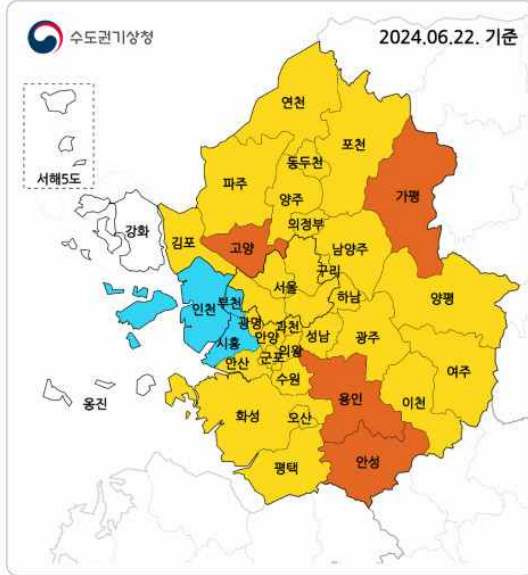 수도권기상청
2024.06.22. 기준
서해5도
연천
포천
동두천
파주
가평
양주
강화
의정부
김포
고양
남양주
구리
서울
인천
부천
하남
양평
광명
과천
시흥
안양
성남
광주
의왕
안산
군포
여주
수원
옹진
용인
이천
화성
오산
평택
안성